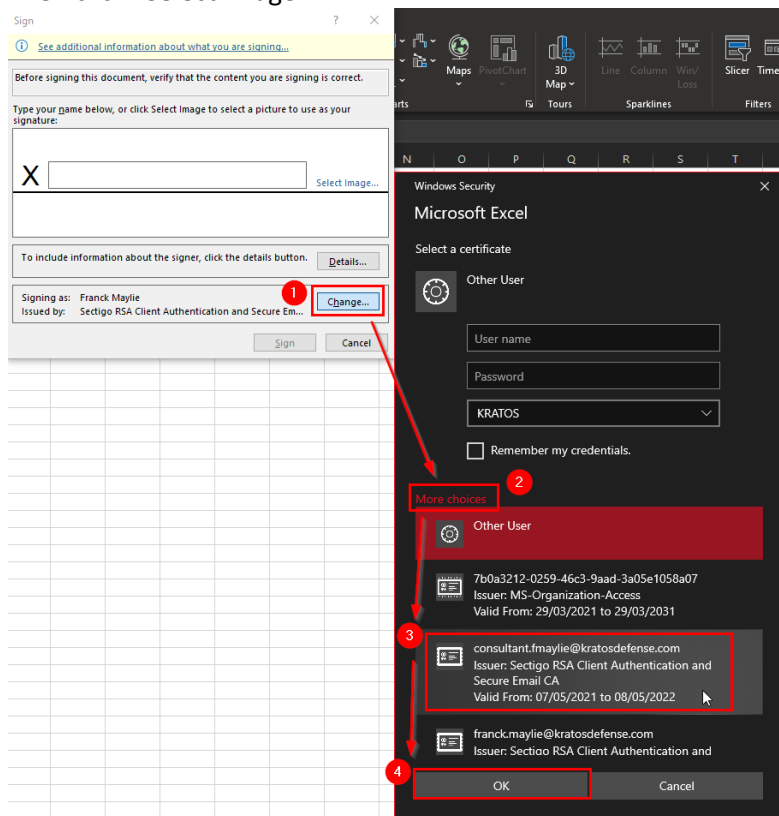 Sign ? ×
See additional information about what you are signing...
Before signing this document, verify that the content you are signing is correct.
Type your name below, or click Select Image to select a picture to use as your
signature:
X
Select Image...
To include information about the signer, click the details button.
Details...
Signing as: Franck Maylie
Issued by: Sectigo RSA Client Authentication and Secure Em...
1
Change...
Sign
Cancel
Maps
PivotChart
3D
Map
Line
Column
Win/
Loss
Slicer
Time
arts
Tours
Sparklines
Filters
N O P Q R S T
Windows Security
Microsoft Excel
Select a certificate
Other User
User name
Password
KRATOS
Remember my credentials.
2
More choices
Other User
7b0a3212-0259-46c3-9aad-3a05e1058a07
Issuer: MS-Organization-Access
Valid From: 29/03/2021 to 29/03/2031
3
consultant.fmaylie@kratosdefense.com
Issuer: Sectigo RSA Client Authentication and
Secure Email CA
Valid From: 07/05/2021 to 08/05/2022
franck.maylie@kratosdefense.com
Issuer: Sectigo RSA Client Authentication and
4
OK
Cancel